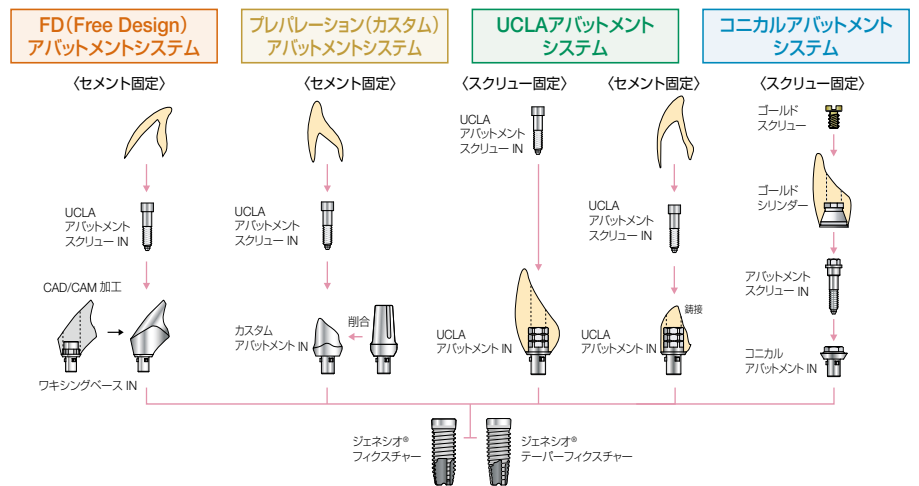 FD(Free Design)
アバットメントシステム
プレパレーション(カスタム)
アバットメントシステム
UCLAアバットメント
システム
コニカルアバットメント
システム
〈セメント固定〉
〈セメント固定〉
〈スクリュー固定〉
〈セメント固定〉
〈スクリュー固定〉
UCLA
アバットメント
スクリュー IN
CAD/CAM 加工
ワキシングベース IN
UCLA
アバットメント
スクリュー IN
カスタム
アバットメント IN
削合
UCLA
アバットメント
スクリュー IN
UCLA
アバットメント IN
UCLA
アバットメント
スクリュー IN
鋳接
UCLA
アバットメント IN
ゴールド
スクリュー
ゴールド
シリンダー
アバットメント
スクリュー IN
コニカル
アバットメント IN
ジェネシオ®
フィクスチャー
ジェネシオ®
テーパーフィクスチャー